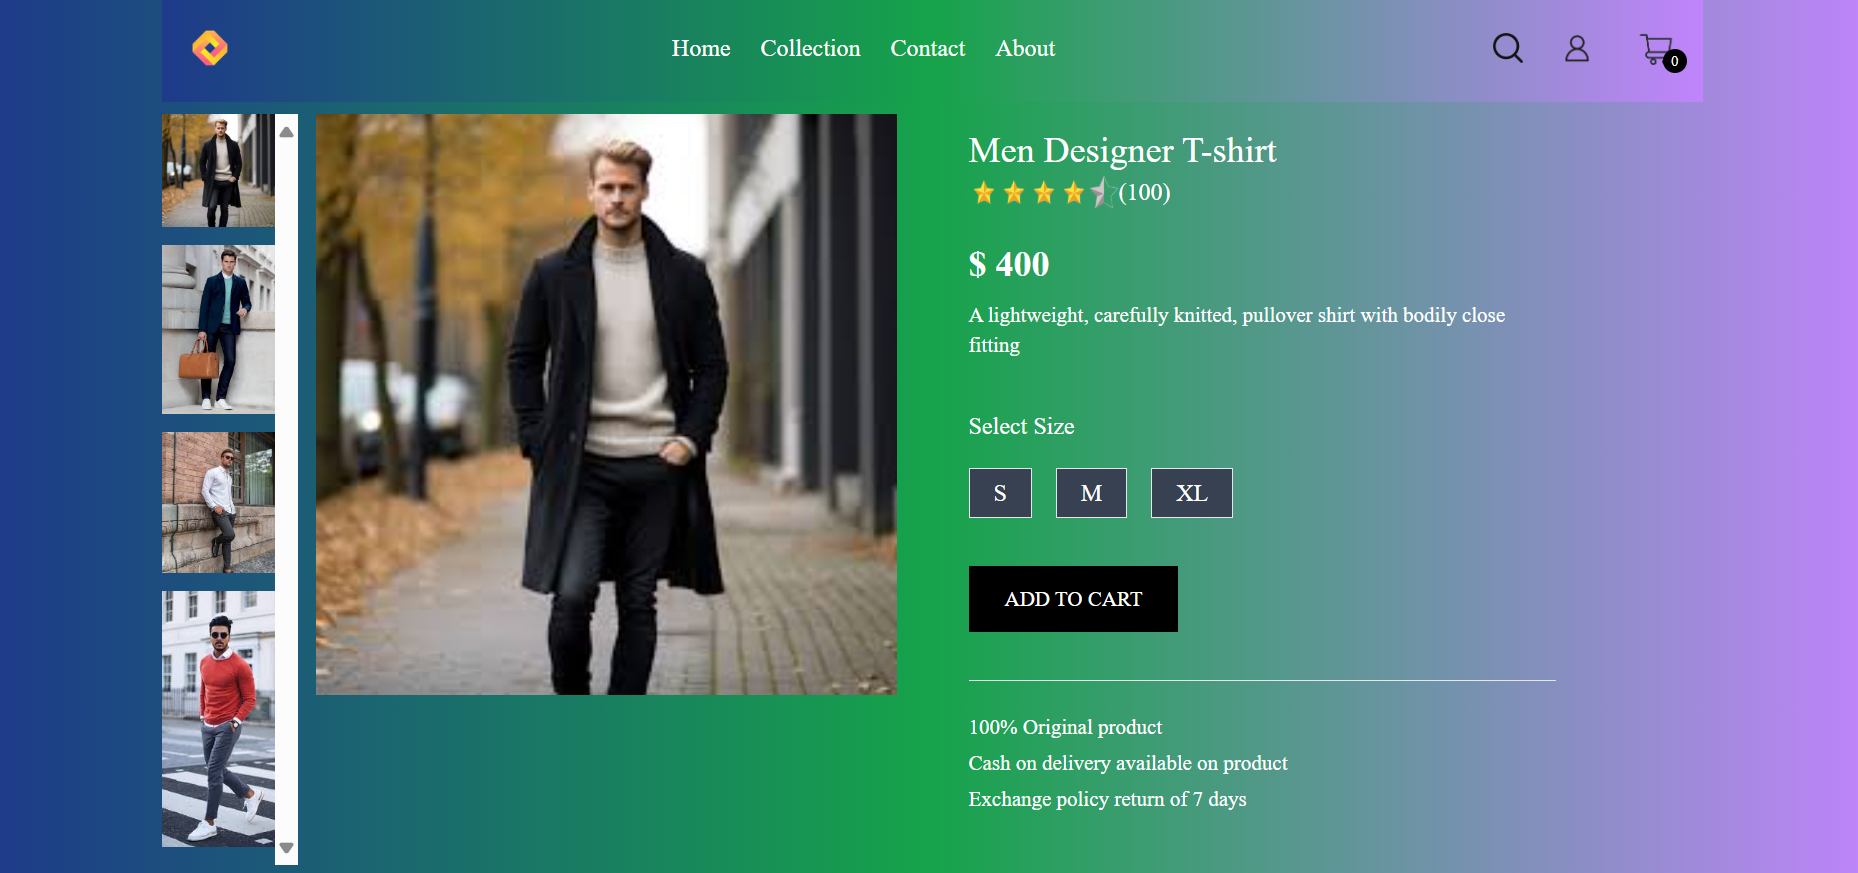 Home Collection Contact About
0
Men Designer T-shirt
(100)
$ 400
A lightweight, carefully knitted, pullover shirt with bodily close
fitting
Select Size
S M XL
ADD TO CART
100% Original product
Cash on delivery available on product
Exchange policy return of 7 days